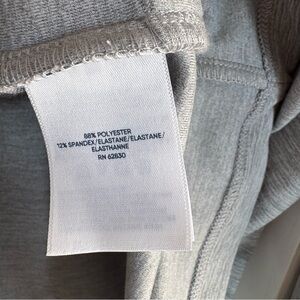 88% POLYESTER
12% SPANDEX/ELASTANE/ELASTANE/
ELASTHANNE
RN 62830